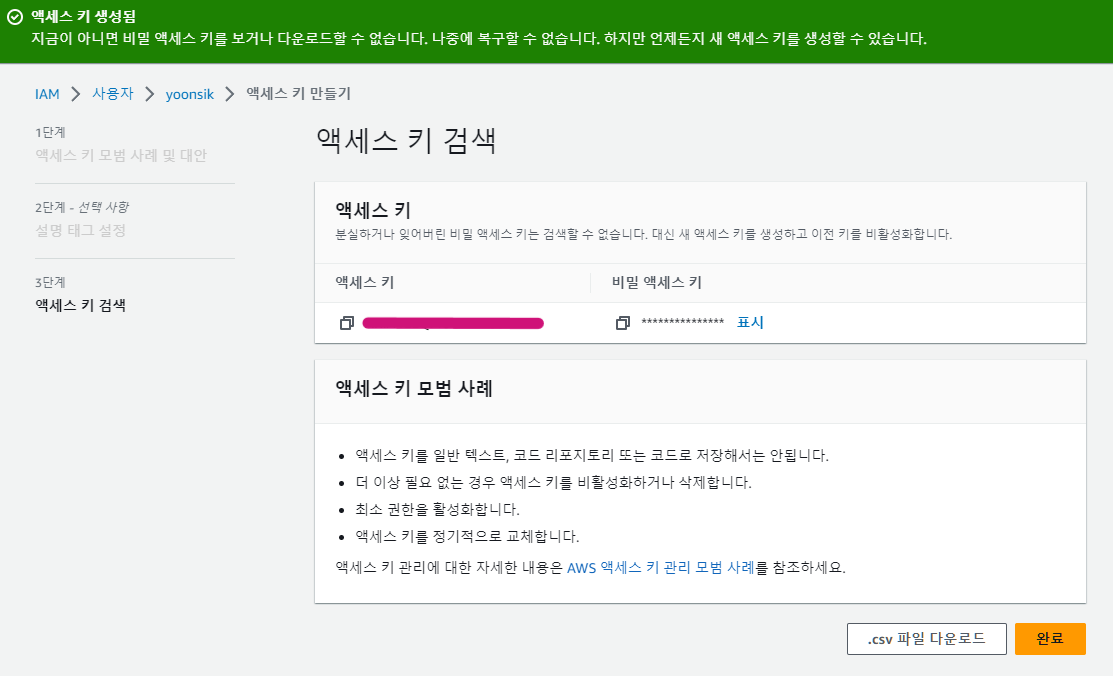 액세스 키 생성됨
지금이 아니면 비밀 액세스 키를 보거나 다운로드할 수 없습니다. 나중에 복구할 수 없습니다. 하지만 언제든지 새 액세스 키를 생성할 수 있습니다.
IAM > 사용자 > yoonsik > 액세스 키 만들기
1단계
액세스 키 모범 사례 및 대안
2단계 - 선택 사항
설명 태그 설정
3단계
액세스 키 검색
액세스 키 검색
액세스 키
분실하거나 잊어버린 비밀 액세스 키는 검색할 수 없습니다. 대신 새 액세스 키를 생성하고 이전 키를 비활성화합니다.
액세스 키 비밀 액세스 키
*************** 표시
액세스 키 모범 사례
• 액세스 키를 일반 텍스트, 코드 리포지토리 또는 코드로 저장해서는 안됩니다.
• 더 이상 필요 없는 경우 액세스 키를 비활성화하거나 삭제합니다.
• 최소 권한을 활성화합니다.
• 액세스 키를 정기적으로 교체합니다.
액세스 키 관리에 대한 자세한 내용은 AWS 액세스 키 관리 모범 사례를 참조하세요.
.csv 파일 다운로드 완료